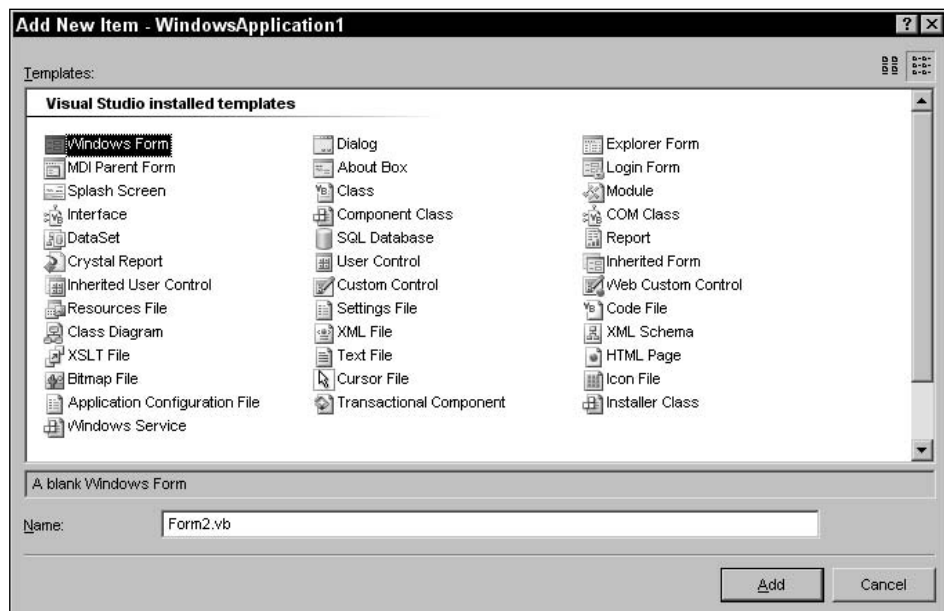 Add New Item - WindowsApplication1
Templates:
Visual Studio installed templates
Windows Form Dialog Explorer Form
MDI Parent Form About Box Login Form
Splash Screen Class Module
Interface Component Class COM Class
DataSet SQL Database Report
Crystal Report User Control Inherited Form
Inherited User Control Custom Control Web Custom Control
Resources File Settings File Code File
Class Diagram XML File XML Schema
XSLT File Text File HTML Page
Bitmap File Cursor File Icon File
Application Configuration File Transactional Component Installer Class
Windows Service
A blank Windows Form
Name: Form2.vb
Add Cancel